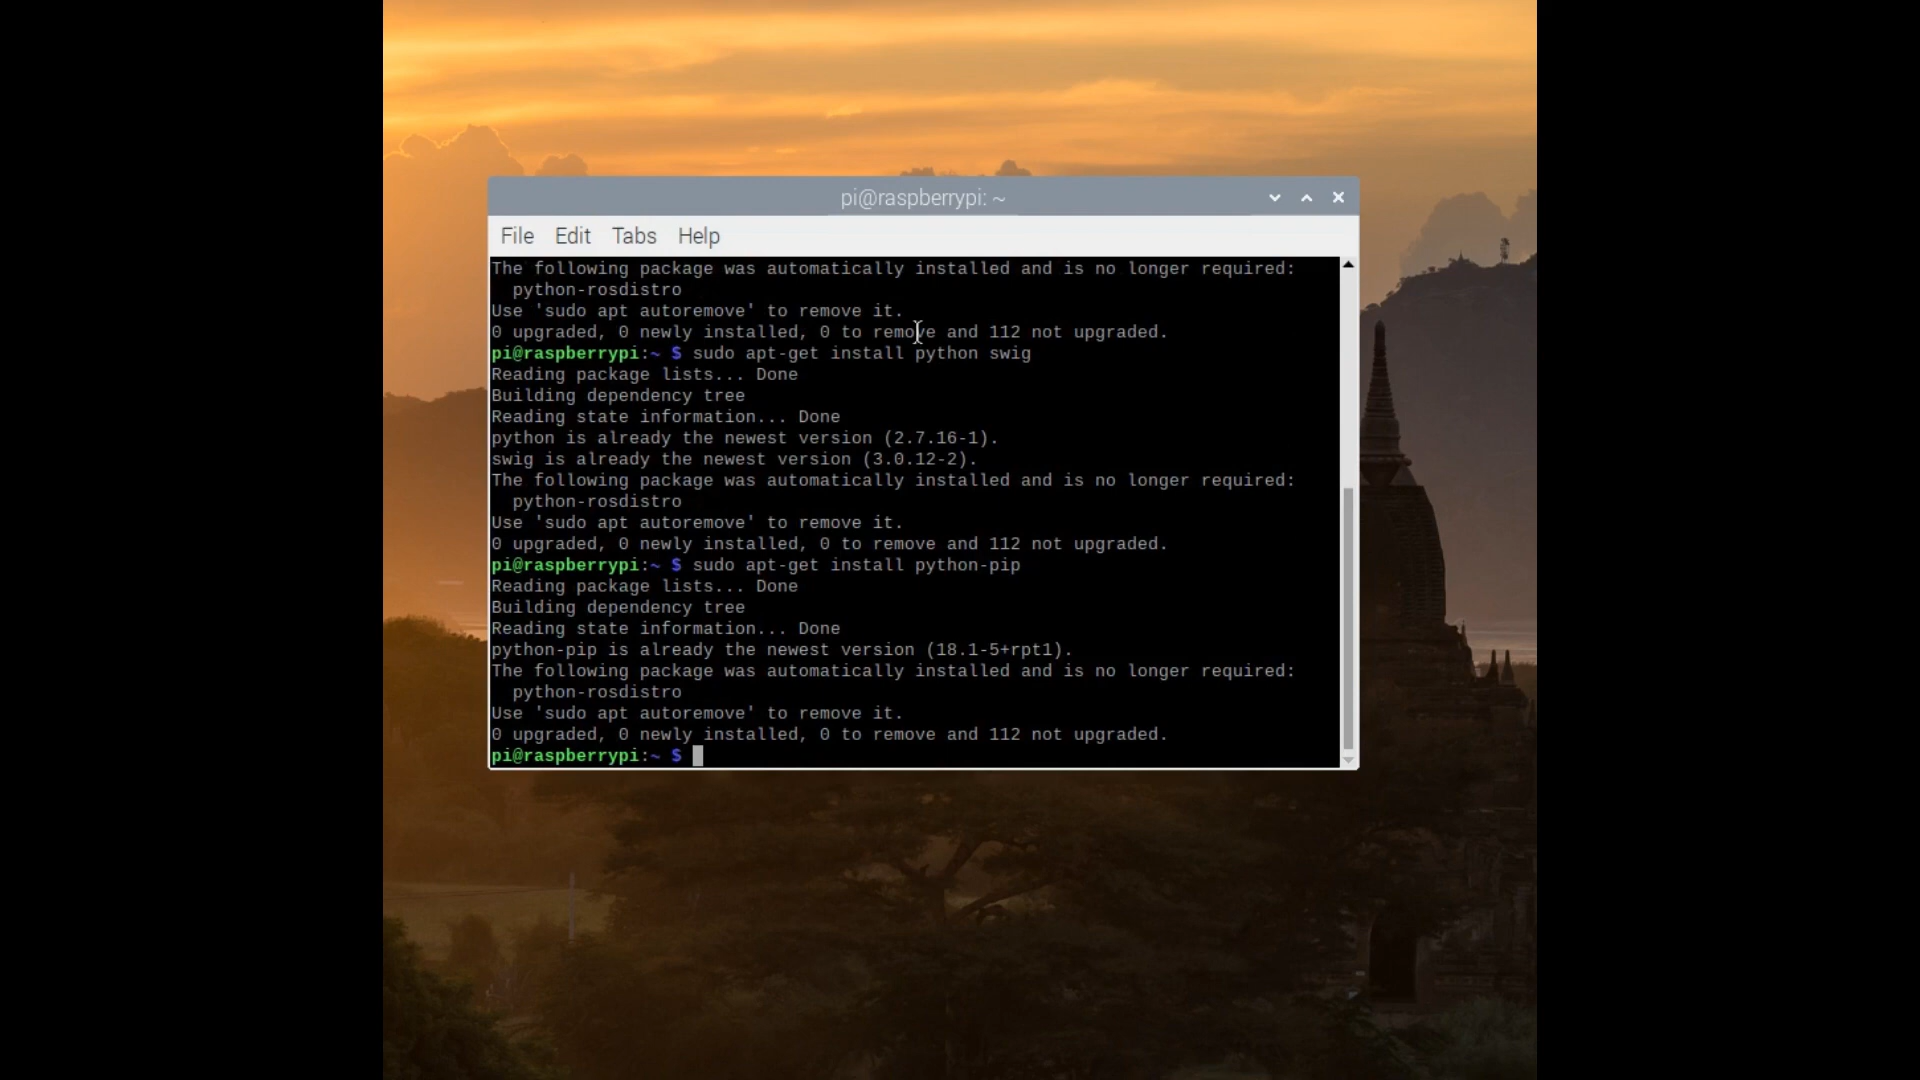 pi@raspberrypi: ~
File Edit Tabs Help
The following package was automatically installed and is no longer required:
  python-rosdistro
Use 'sudo apt autoremove' to remove it.
0 upgraded, 0 newly installed, 0 to remove and 112 not upgraded.
pi@raspberrypi:~ $ sudo apt-get install python swig
Reading package lists... Done
Building dependency tree
Reading state information... Done
python is already the newest version (2.7.16-1).
swig is already the newest version (3.0.12-2).
The following package was automatically installed and is no longer required:
  python-rosdistro
Use 'sudo apt autoremove' to remove it.
0 upgraded, 0 newly installed, 0 to remove and 112 not upgraded.
pi@raspberrypi:~ $ sudo apt-get install python-pip
Reading package lists... Done
Building dependency tree
Reading state information... Done
python-pip is already the newest version (18.1-5+rpt1).
The following package was automatically installed and is no longer required:
  python-rosdistro
Use 'sudo apt autoremove' to remove it.
0 upgraded, 0 newly installed, 0 to remove and 112 not upgraded.
pi@raspberrypi:~ $